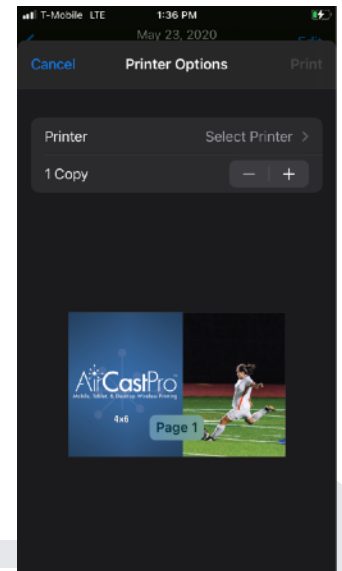 T-Mobile LTE 1:36 PM
May 23, 2020 Edit
Cancel Printer Options Print
Printer Select Printer >
1 Copy − +
AirCastPro
Mobile, Tablet & Desktop Wireless Printing
4x6
Page 1